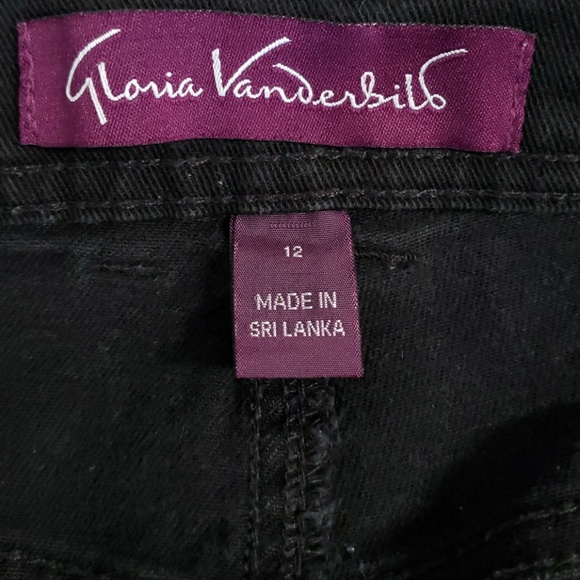 Gloria Vanderbilt
12
MADE IN
SRI LANKA